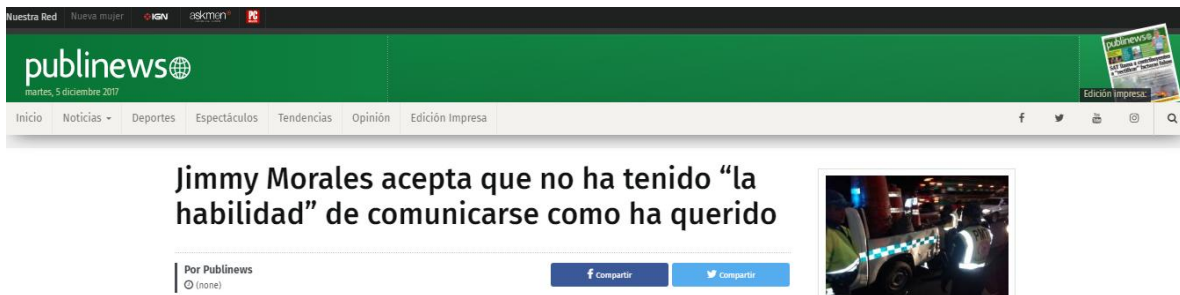 Nuestra Red Nueva mujer IGN askmen PC
publinews
martes, 5 diciembre 2017
publinews
Edición impresa:
Inicio Noticias Deportes Espectáculos Tendencias Opinión Edición Impresa
Jimmy Morales acepta que no ha tenido “la
habilidad” de comunicarse como ha querido
Por Publinews
(none)
Compartir Compartir